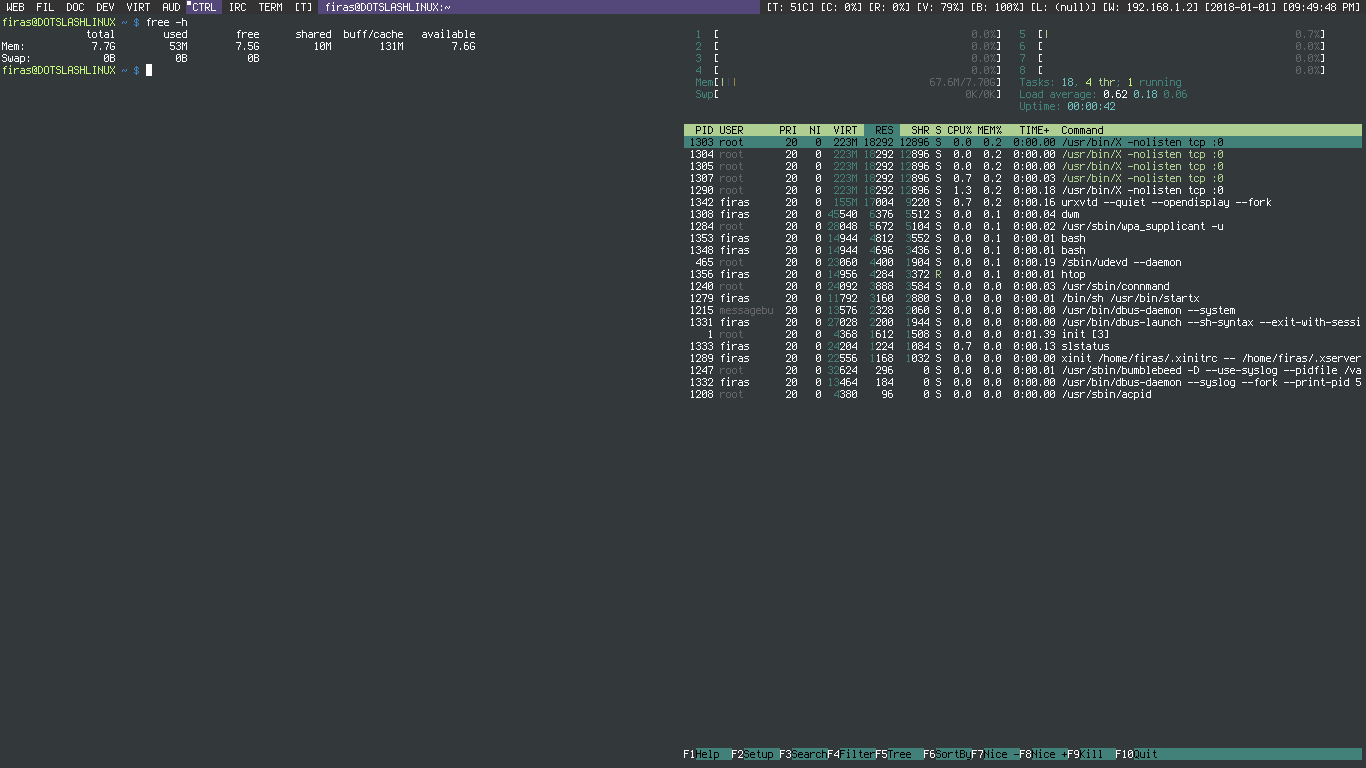 WEB FIL DOC DEV VIRT AUD CTRL IRC TERM [T] firas@DOTSLASHLINUX:~ [T: 51C] [C: 0%] [R: 0%] [V: 79%] [B: 100%] [L: (null)] [W: 192.168.1.2] [2018-01-01] [09:49:48 PM]
firas@DOTSLASHLINUX ~ $ free -h
total used free shared buff/cache available
Mem: 7.7G 53M 7.5G 10M 131M 7.6G
Swap: 0B 0B 0B
firas@DOTSLASHLINUX ~ $
1 [ 0.0%] 5 [| 0.7%]
2 [ 0.0%] 6 [ 0.0%]
3 [ 0.0%] 7 [ 0.0%]
4 [ 0.0%] 8 [ 0.0%]
Mem[||| 67.6M/7.70G] Tasks: 18, 4 thr; 1 running
Swp[ 0K/0K] Load average: 0.62 0.18 0.06
Uptime: 00:00:42
PID USER PRI NI VIRT RES SHR S CPU% MEM% TIME+ Command
1303 root 20 0 223M 18292 12896 S 0.0 0.2 0:00.00 /usr/bin/X -nolisten tcp :0
1304 root 20 0 223M 18292 12896 S 0.0 0.2 0:00.00 /usr/bin/X -nolisten tcp :0
1305 root 20 0 223M 18292 12896 S 0.0 0.2 0:00.00 /usr/bin/X -nolisten tcp :0
1307 root 20 0 223M 18292 12896 S 0.7 0.2 0:00.03 /usr/bin/X -nolisten tcp :0
1290 root 20 0 223M 18292 12896 S 1.3 0.2 0:00.18 /usr/bin/X -nolisten tcp :0
1342 firas 20 0 155M 17004 9220 S 0.7 0.2 0:00.16 urxvtd --quiet --opendisplay --fork
1308 firas 20 0 45540 6376 5512 S 0.0 0.1 0:00.04 dwm
1284 root 20 0 28048 5672 5104 S 0.0 0.1 0:00.02 /usr/sbin/wpa_supplicant -u
1353 firas 20 0 14944 4812 3552 S 0.0 0.1 0:00.01 bash
1348 firas 20 0 14944 4696 3436 S 0.0 0.1 0:00.01 bash
465 root 20 0 23060 4400 1904 S 0.0 0.1 0:00.19 /sbin/udevd --daemon
1356 firas 20 0 14956 4284 3372 R 0.0 0.1 0:00.01 htop
1240 root 20 0 24092 3888 3584 S 0.0 0.0 0:00.03 /usr/sbin/connmand
1279 firas 20 0 11792 3160 2880 S 0.0 0.0 0:00.01 /bin/sh /usr/bin/startx
1215 messagebu 20 0 13576 2328 2060 S 0.0 0.0 0:00.00 /usr/bin/dbus-daemon --system
1331 firas 20 0 27028 2200 1944 S 0.0 0.0 0:00.00 /usr/bin/dbus-launch --sh-syntax --exit-with-sessi
1 root 20 0 4368 1612 1508 S 0.0 0.0 0:01.39 init [3]
1333 firas 20 0 24204 1224 1084 S 0.7 0.0 0:00.13 slstatus
1289 firas 20 0 22556 1168 1032 S 0.0 0.0 0:00.00 xinit /home/firas/.xinitrc -- /home/firas/.xserver
1247 root 20 0 32624 296 0 S 0.0 0.0 0:00.01 /usr/sbin/bumblebeed -D --use-syslog --pidfile /va
1332 firas 20 0 13464 184 0 S 0.0 0.0 0:00.00 /usr/bin/dbus-daemon --syslog --fork --print-pid 5
1208 root 20 0 4380 96 0 S 0.0 0.0 0:00.00 /usr/sbin/acpid
F1Help F2Setup F3SearchF4FilterF5Tree F6SortByF7Nice -F8Nice +F9Kill F10Quit